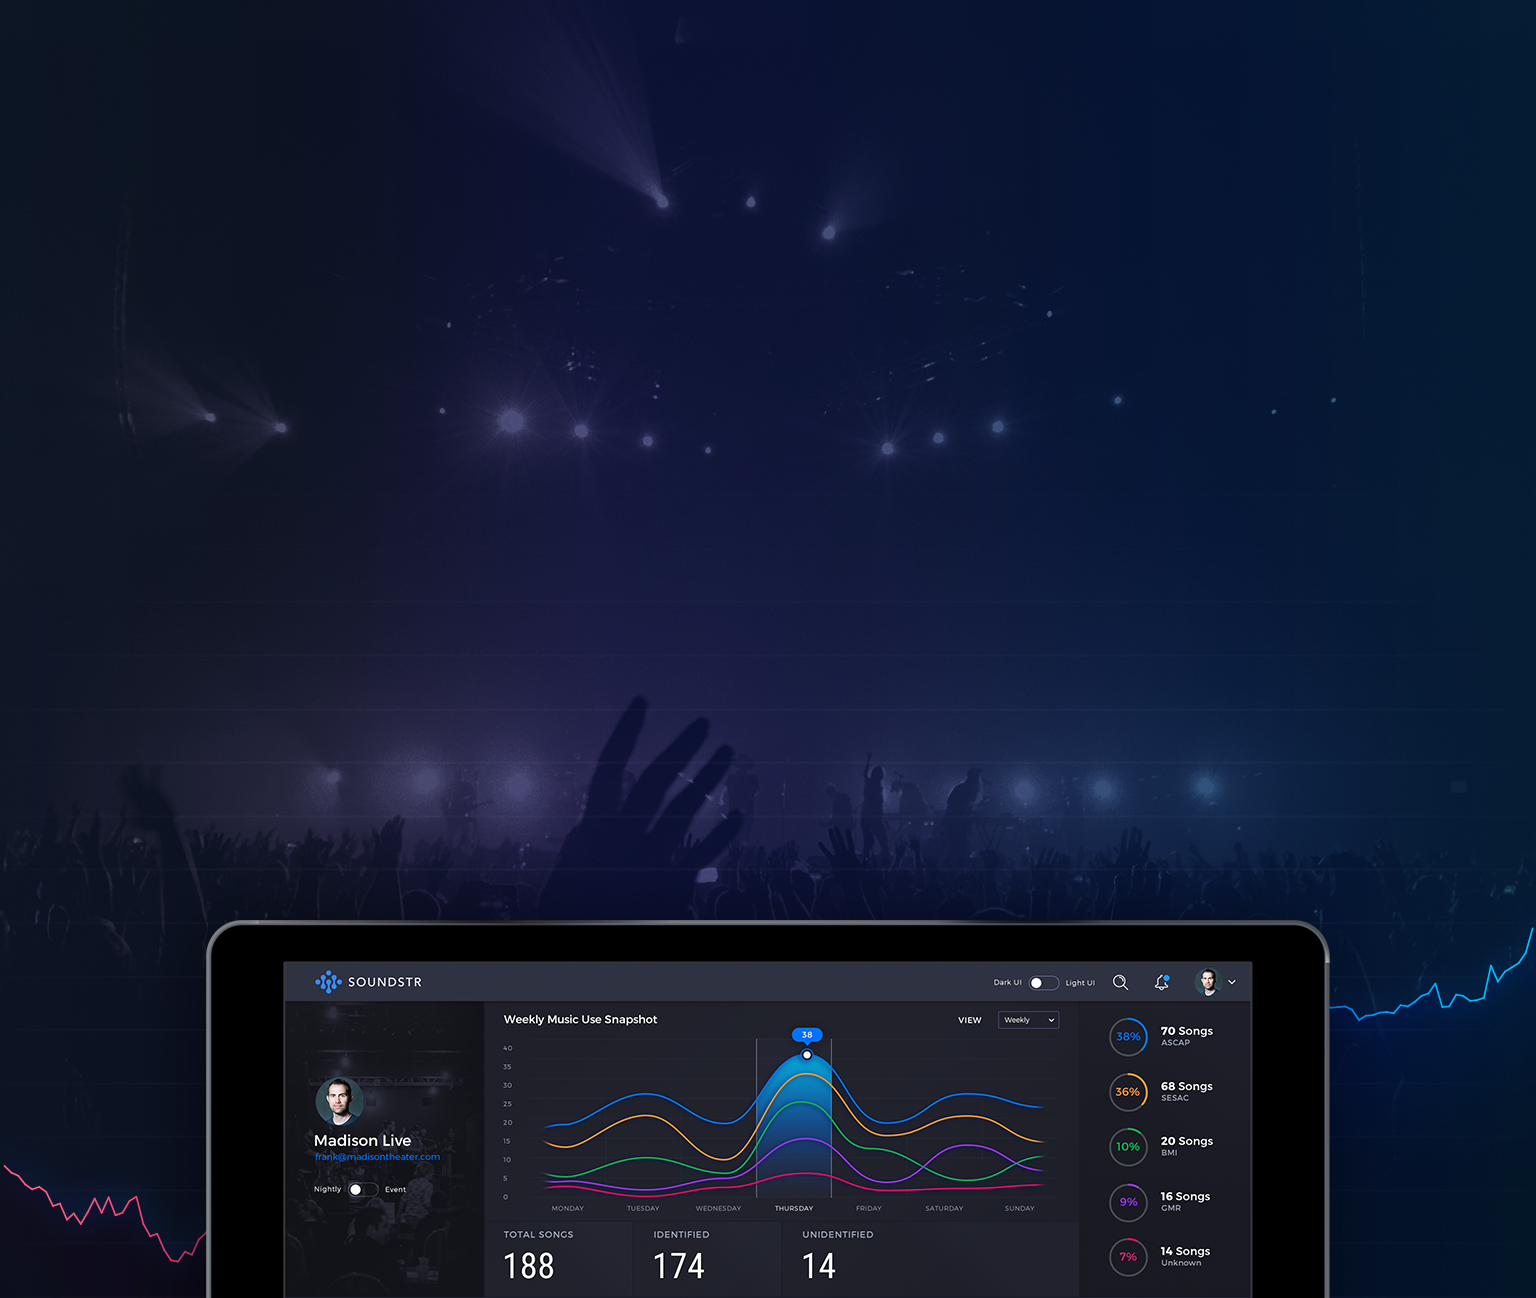 SOUNDSTR
Dark UI
Light UI
Madison Live
frank@madisontheater.com
Nightly
Event
Weekly Music Use Snapshot
VIEW
Weekly
38
40
35
30
25
20
15
10
5
0
MONDAY
TUESDAY
WEDNESDAY
THURSDAY
FRIDAY
SATURDAY
SUNDAY
TOTAL SONGS
188
IDENTIFIED
174
UNIDENTIFIED
14
38%
70 Songs
ASCAP
36%
68 Songs
SESAC
10%
20 Songs
BMI
9%
16 Songs
GMR
7%
14 Songs
Unknown